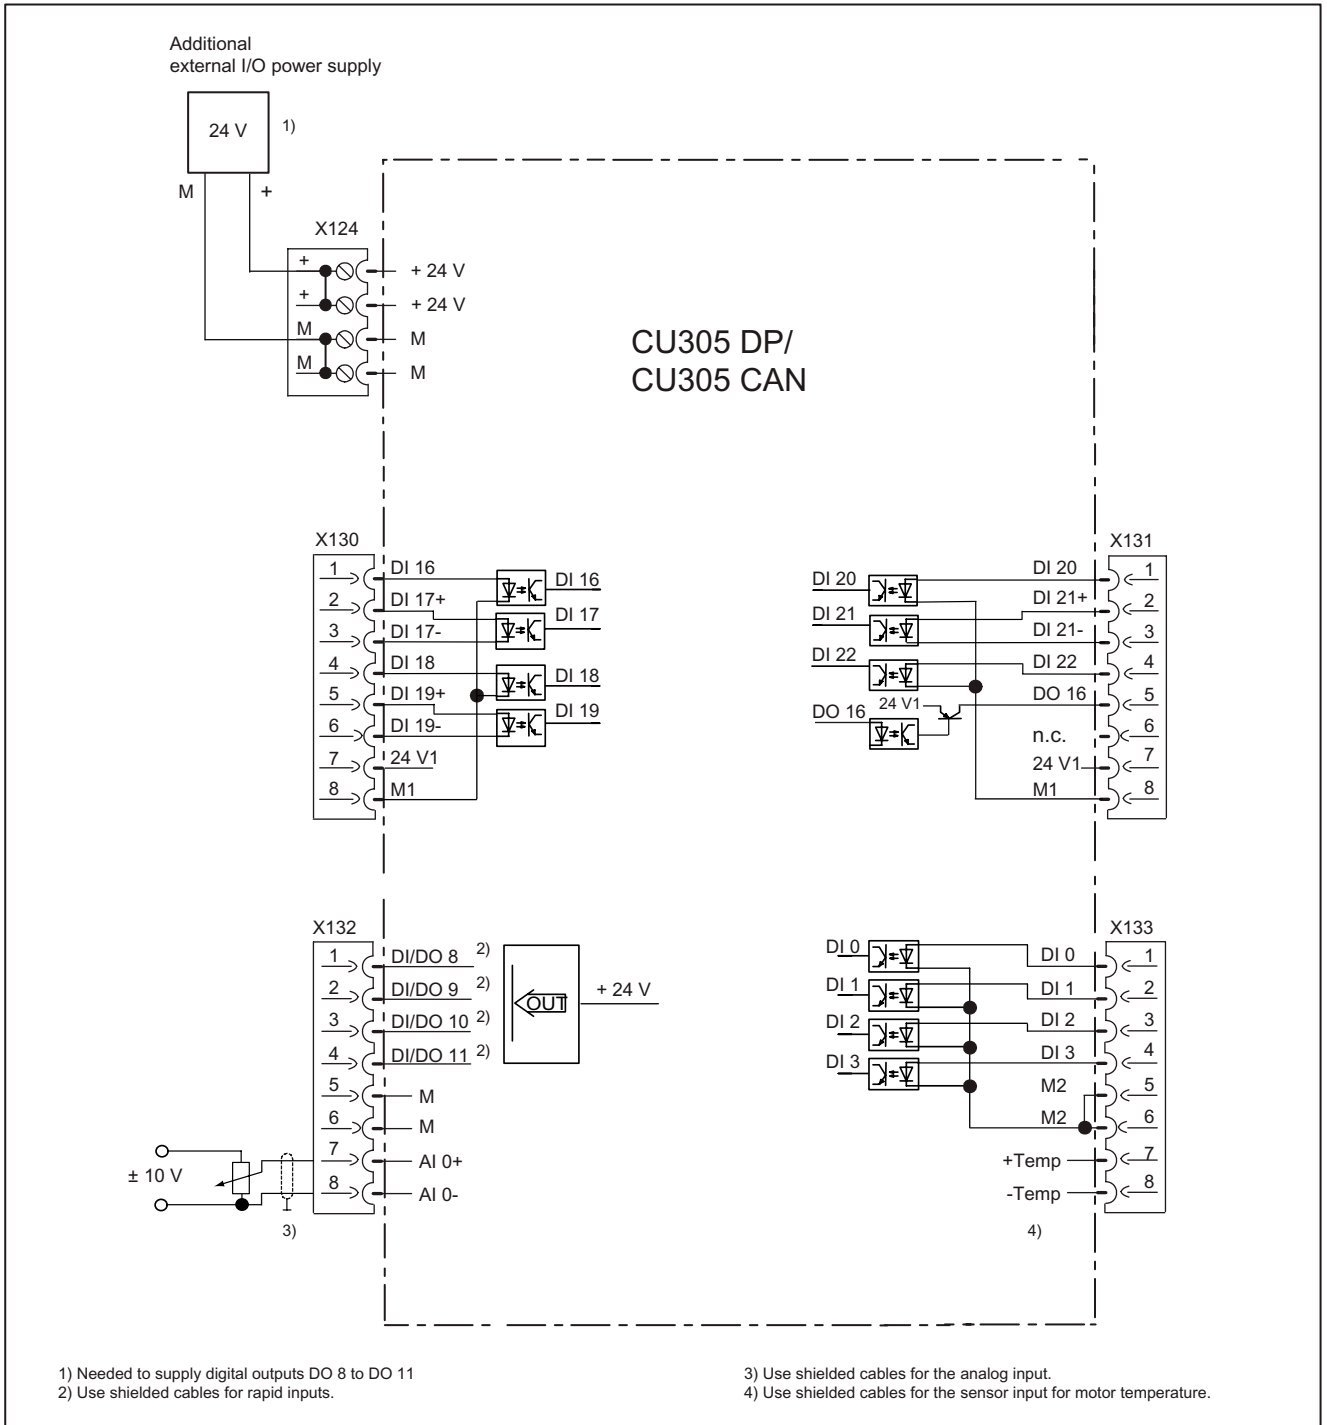 Additional
external I/O power supply
24 V 1)
M +
X124
+ + 24 V
+ + 24 V
M M
M M
CU305 DP/
CU305 CAN
X130
1 DI 16 DI 16
2 DI 17+ DI 17
3 DI 17-
4 DI 18 DI 18
5 DI 19+ DI 19
6 DI 19-
7 24 V1
8 M1
X131
DI 20 DI 20 1
DI 21 DI 21+ 2
DI 21- 3
DI 22 DI 22 4
DO 16 24 V1 DO 16 5
n.c. 6
24 V1 7
M1 8
X132
1 DI/DO 8 2)
2 DI/DO 9 2)
3 DI/DO 10 2)
4 DI/DO 11 2)
OUT + 24 V
5 M
6 M
7 AI 0+
8 AI 0-
± 10 V
3)
X133
DI 0 DI 0 1
DI 1 DI 1 2
DI 2 DI 2 3
DI 3 DI 3 4
M2 5
M2 6
+Temp 7
-Temp 8
4)
1) Needed to supply digital outputs DO 8 to DO 11
2) Use shielded cables for rapid inputs.
3) Use shielded cables for the analog input.
4) Use shielded cables for the sensor input for motor temperature.